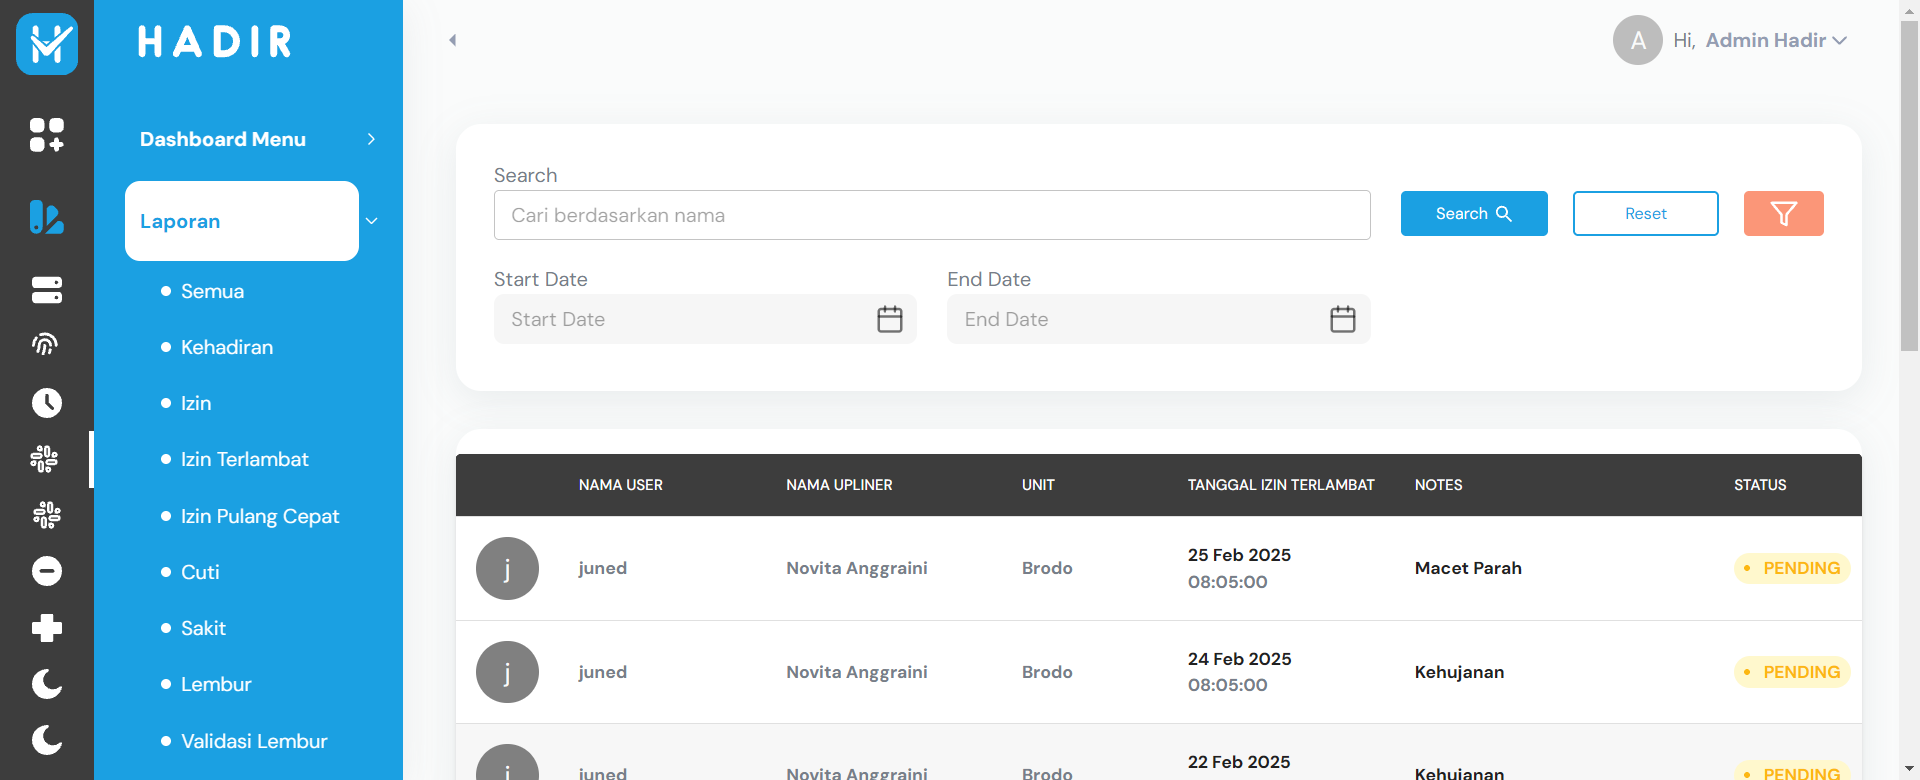 HADIR
Dashboard Menu
Laporan
Semua
Kehadiran
Izin
Izin Terlambat
Izin Pulang Cepat
Cuti
Sakit
Lembur
Validasi Lembur
A Hi, Admin Hadir
Search
Cari berdasarkan nama
Search
Reset
Start Date
End Date
Start Date
End Date
NAMA USER NAMA UPLINER UNIT TANGGAL IZIN TERLAMBAT NOTES STATUS
j juned Novita Anggraini Brodo 25 Feb 2025 Macet Parah PENDING
08:05:00
j juned Novita Anggraini Brodo 24 Feb 2025 Kehujanan PENDING
08:05:00
j juned Novita Anggraini Brodo 22 Feb 2025 Kehujanan PENDING